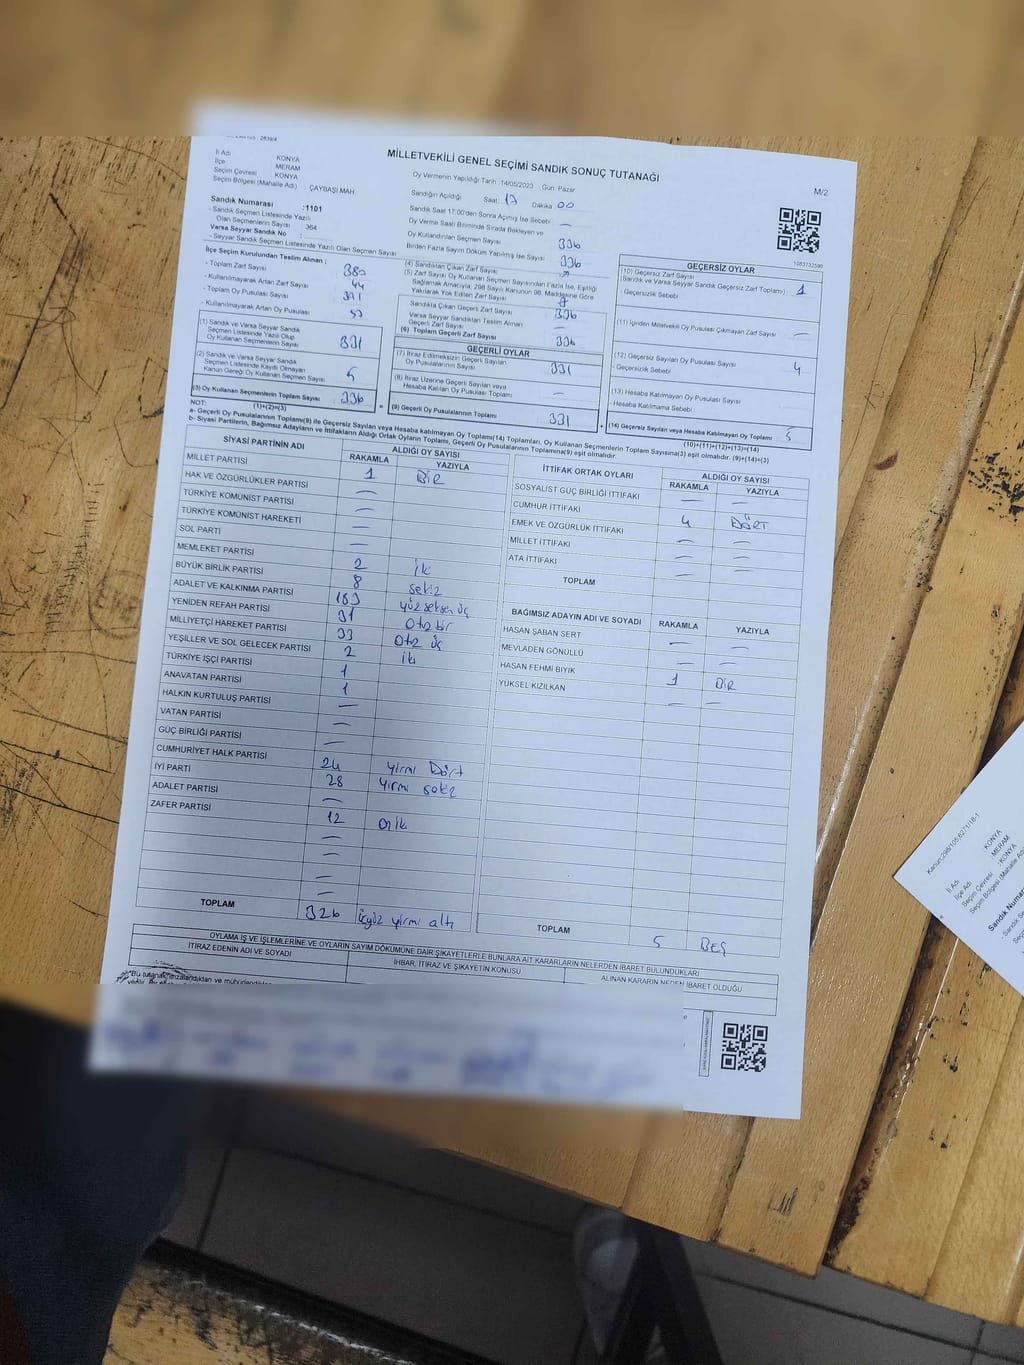 MİLLETVEKİLİ GENEL SEÇİMİ SANDIK SONUÇ TUTANAĞI
M/2
İl Adı KONYA
İlçe MERAM
Seçim Çevresi KONYA
Seçim Bölgesi (Mahalle Adı) : ÇAYBAŞI MAH
Oy Vermenin Yapıldığı Tarih :14/05/2023 Gün: Pazar
Sandığın Açıldığı Saat: 17 Dakika 00
Sandık Numarası :1101
- Sandık Seçmen Listesinde Yazılı Olan Seçmenlerin Sayısı : 364
Varsa Seyyar Sandık No
- Seyyar Sandık Seçmen Listesinde Yazılı Olan Seçmen Sayısı
Sandık Saat 17.00'den Sonra Açılmış İse Sebebi —
Oy Verme Saati Bitiminde Sırada Bekleyen ve Oy Kullandırılan Seçmen Sayısı
Birden Fazla Sayım Döküm Yapılmış İse Sayısı
336
336
İlçe Seçim Kurulundan Teslim Alınan ;
- Toplam Zarf Sayısı 380
- Kullanılmayarak Artan Zarf Sayısı 44
- Toplam Oy Pusulası Sayısı
- Kullanılmayarak Artan Oy Pusulası
(1) Sandık ve Varsa Seyyar Sandık Seçmen Listesinde Yazılı Olup Oy Kullanan Seçmenlerin Sayısı 331
(2) Sandık ve Varsa Seyyar Sandık Seçmen Listesinde Kayıtlı Olmayan Kanun Gereği Oy Kullanan Seçmen Sayısı 5
(3) Oy Kullanan Seçmenlerin Toplam Sayısı 336
(1)+(2)=(3)
(4) Sandıktan Çıkan Zarf Sayısı
(5) Zarf Sayısı Oy Kullanan Seçmen Sayısından Fazla İse, Eşitliği Sağlamak Amacıyla, 298 Sayılı Kanunun 98. Maddesine Göre Yakılarak Yok Edilen Zarf Sayısı
Sandıkta Çıkan Geçerli Zarf Sayısı 336
Varsa Seyyar Sandıktan Teslim Alınan Geçerli Zarf Sayısı —
(6) Toplam Geçerli Zarf Sayısı 336
GEÇERLİ OYLAR
(7) İtiraz Edilmeksizin Geçerli Sayılan Oy Pusulalarının Sayısı 331
(8) İtiraz Üzerine Geçerli Sayılan veya Hesaba Katılan Oy Pusulası Toplamı —
(9) Geçerli Oy Pusulalarının Toplamı 331
GEÇERSİZ OYLAR
(10) Geçersiz Zarf Sayısı
(Sandık ve Varsa Seyyar Sandık Geçersiz Zarf Toplamı) 1
Geçersizlik Sebebi
(11) İçinden Milletvekili Oy Pusulası Çıkmayan Zarf Sayısı —
(12) Geçersiz Sayılan Oy Pusulası Sayısı 4
- Geçersizlik Sebebi
(13) Hesaba Katılmayan Oy Pusulası Sayısı —
Hesaba Katılmama Sebebi
(14) Geçersiz Sayılan veya Hesaba Katılmayan Oy Toplamı 5
(10)+(11)+(12)+(13)=(14)
NOT:
a- Geçerli Oy Pusulalarının Toplamı(9) ile Geçersiz Sayılan veya Hesaba katılmayan Oy Toplamı(14) Toplamları, Oy Kullanan Seçmenlerin Toplam Sayısına(3) eşit olmalıdır. (9)+(14)=(3)
b- Siyasi Partilerin, Bağımsız Adayların ve İttifakların Aldığı Ortak Oyların Toplamı, Geçerli Oy Pusulalarının Toplamına(9) eşit olmalıdır.
SİYASİ PARTİNİN ADI ALDIĞI OY SAYISI
RAKAMLA YAZIYLA
MİLLET PARTİSİ 1 BİR
HAK VE ÖZGÜRLÜKLER PARTİSİ —
TÜRKİYE KOMÜNİST PARTİSİ —
TÜRKİYE KOMÜNİST HAREKETİ —
SOL PARTİ —
MEMLEKET PARTİSİ 2 iki
BÜYÜK BİRLİK PARTİSİ 8 sekiz
ADALET VE KALKINMA PARTİSİ 183 yüz seksen üç
YENİDEN REFAH PARTİSİ 31 Otuz bir
MİLLİYETÇİ HAREKET PARTİSİ 33 Otuz üç
YEŞİLLER VE SOL GELECEK PARTİSİ 2 iki
TÜRKİYE İŞÇİ PARTİSİ 1
ANAVATAN PARTİSİ 1
HALKIN KURTULUŞ PARTİSİ —
VATAN PARTİSİ —
GÜÇ BİRLİĞİ PARTİSİ —
CUMHURİYET HALK PARTİSİ 24 yirmi Dört
İYİ PARTİ 28 yirmi sekiz
ADALET PARTİSİ —
ZAFER PARTİSİ 12 on iki
TOPLAM 326 üçyüz yirmi altı
İTTİFAK ORTAK OYLARI ALDIĞI OY SAYISI
RAKAMLA YAZIYLA
SOSYALİST GÜÇ BİRLİĞİ İTTİFAKI — —
CUMHUR İTTİFAKI 4 DÖRT
EMEK VE ÖZGÜRLÜK İTTİFAKI — —
MİLLET İTTİFAKI — —
ATA İTTİFAKI — —
TOPLAM
BAĞIMSIZ ADAYIN ADI VE SOYADI RAKAMLA YAZIYLA
HASAN ŞABAN SERT — —
MEVLADEN GÖNÜLLÜ — —
HASAN FEHMİ BIYIK 1 BİR
YÜKSEL KIZILKAN — —
TOPLAM 5 BEŞ
OYLAMA İŞ VE İŞLEMLERİNE VE OYLARIN SAYIM DÖKÜMÜNE DAİR ŞİKAYETLERLE BUNLARA AİT KARARLARIN NELERDEN İBARET BULUNDUKLARI
İTİRAZ EDENİN ADI VE SOYADI İHBAR, İTİRAZ VE ŞİKAYETİN KONUSU ALINAN KARARIN NEDEN İBARET OLDUĞU
İl Adı : KONYA
İlçe Adı : MERAM
Seçim Çevresi : KONYA
Seçim Bölgesi (Mahalle